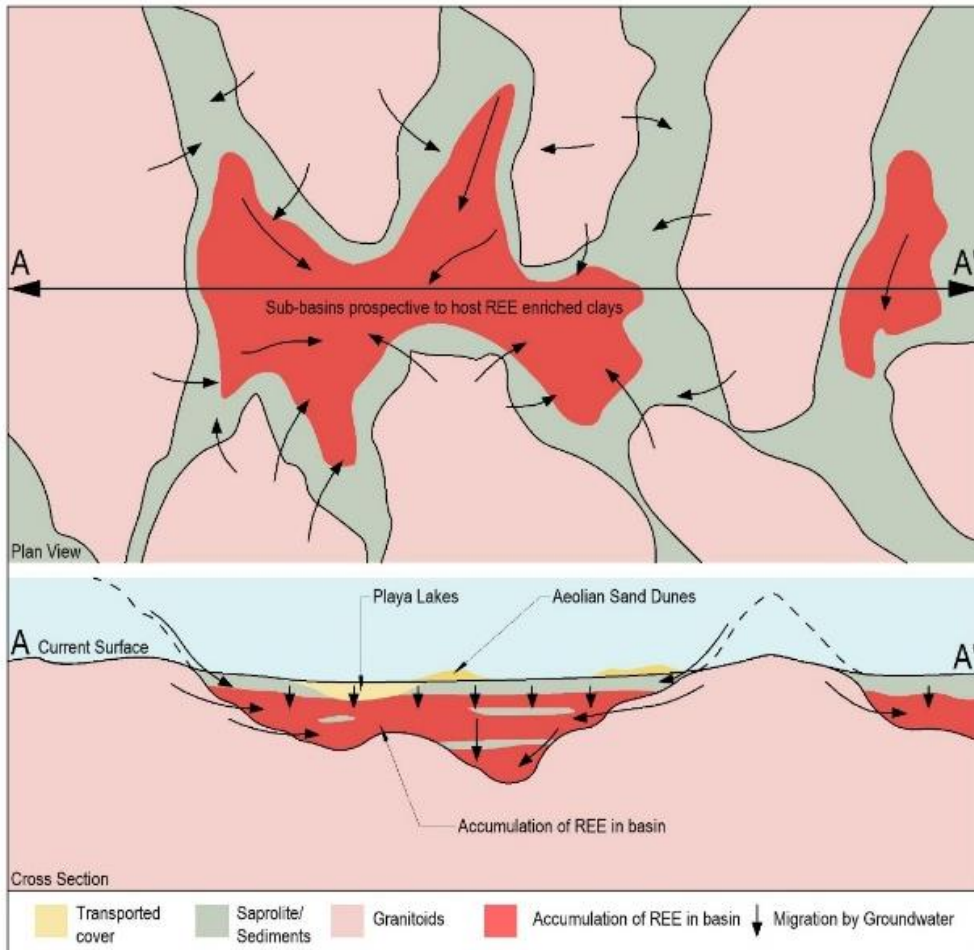 A
A'
Sub-basins prospective to host REE enriched clays
Plan View
Playa Lakes
Aeolian Sand Dunes
A
Current Surface
A'
Accumulation of REE in basin
Cross Section
Transported
cover
Saprolite/
Sediments
Granitoids
Accumulation of REE in basin
Migration by Groundwater